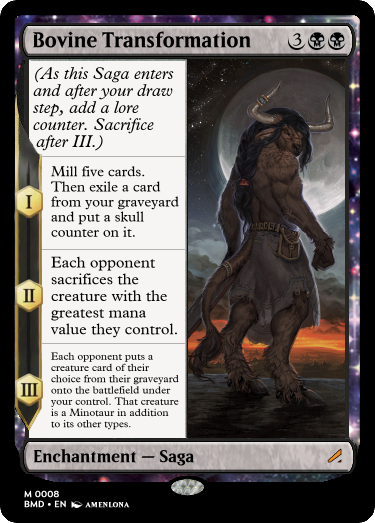 Bovine Transformation 3
(As this Saga enters
and after your draw
step, add a lore
counter. Sacrifice
after III.)
I
Mill five cards.
Then exile a card
from your graveyard
and put a skull
counter on it.
II
Each opponent
sacrifices the
creature with the
greatest mana
value they control.
III
Each opponent puts a
creature card of their
choice from their graveyard
onto the battlefield under
your control. That creature
is a Minotaur in addition
to its other types.
Enchantment — Saga
M 0008
BMD • EN AMENLONA